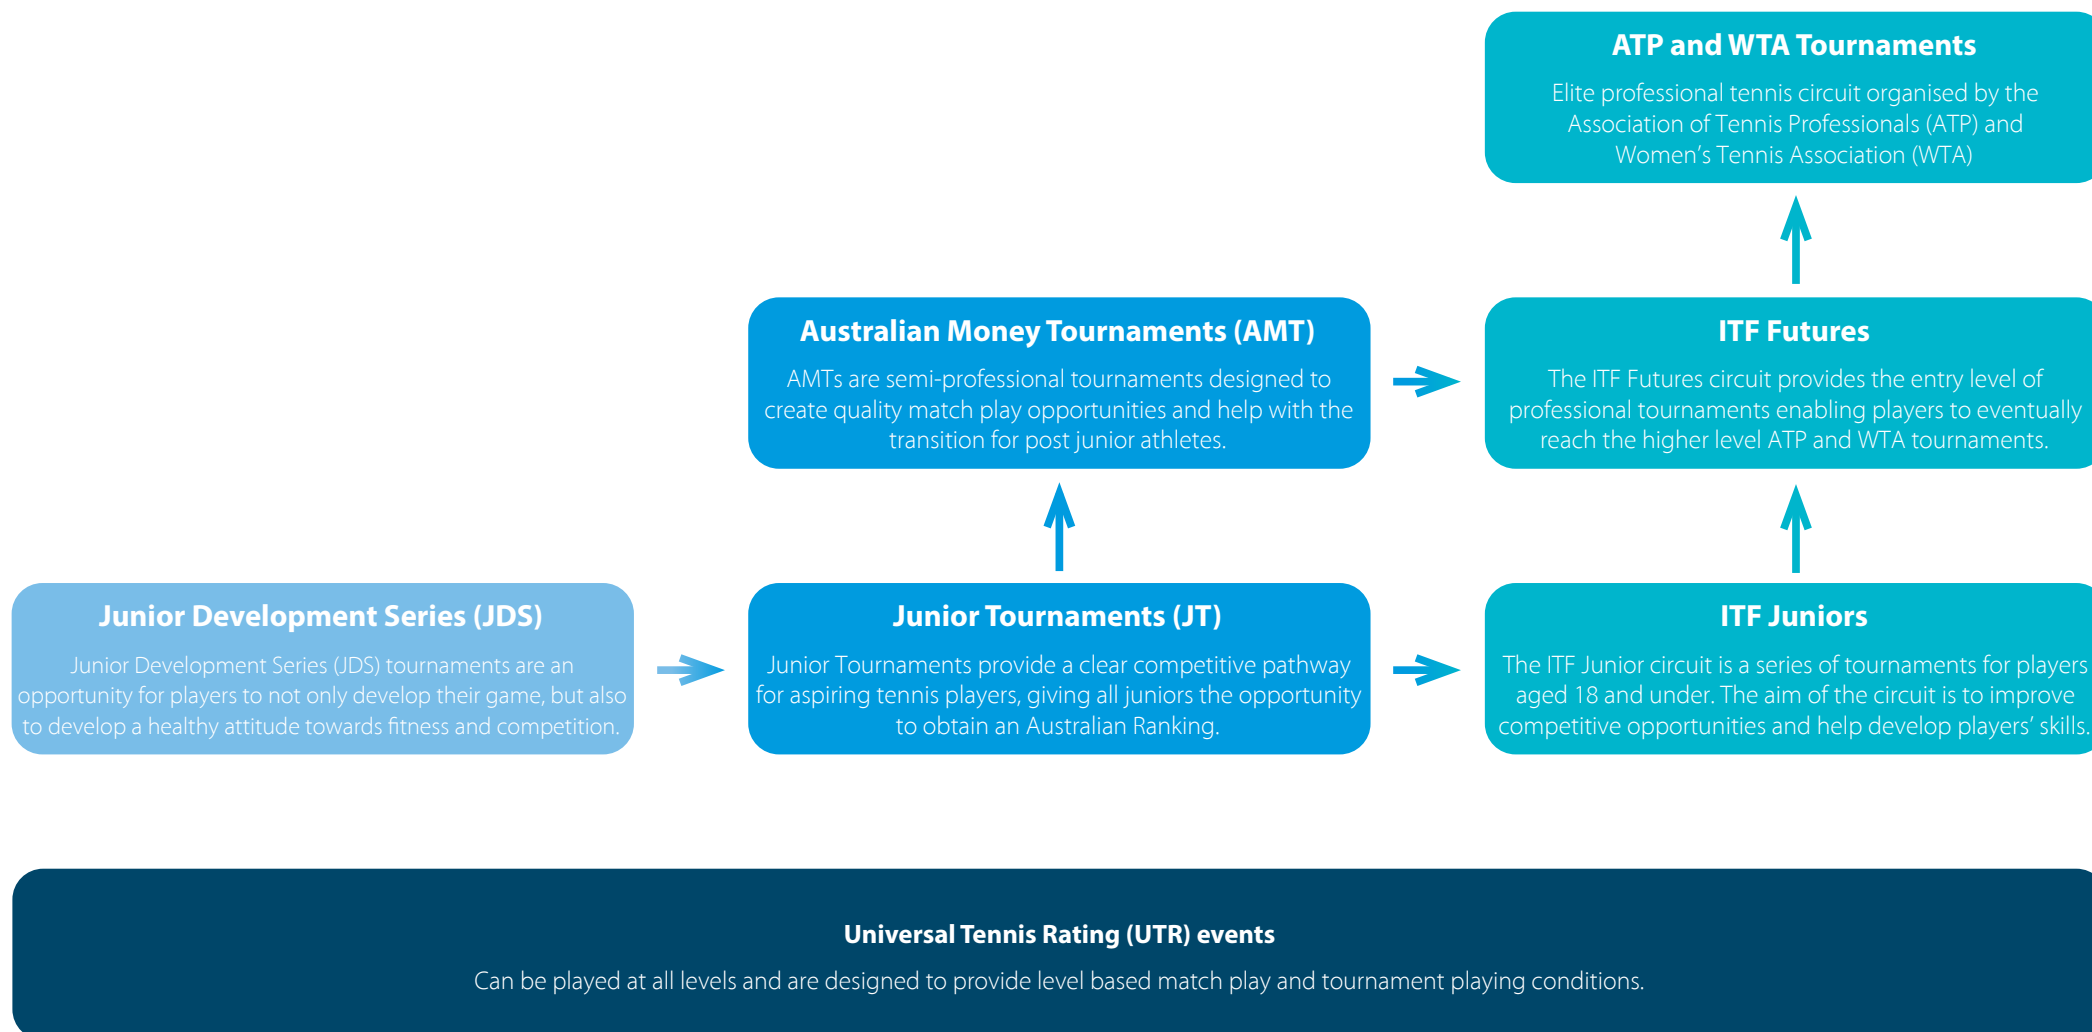 ATP and WTA Tournaments
Elite professional tennis circuit organised by the
Association of Tennis Professionals (ATP) and
Women’s Tennis Association (WTA)
Australian Money Tournaments (AMT)
AMTs are semi-professional tournaments designed to
create quality match play opportunities and help with the
transition for post junior athletes.
ITF Futures
The ITF Futures circuit provides the entry level of
professional tournaments enabling players to eventually
reach the higher level ATP and WTA tournaments.
Junior Development Series (JDS)
Junior Development Series (JDS) tournaments are an
opportunity for players to not only develop their game, but also
to develop a healthy attitude towards fitness and competition.
Junior Tournaments (JT)
Junior Tournaments provide a clear competitive pathway
for aspiring tennis players, giving all juniors the opportunity
to obtain an Australian Ranking.
ITF Juniors
The ITF Junior circuit is a series of tournaments for players
aged 18 and under. The aim of the circuit is to improve
competitive opportunities and help develop players’ skills.
Universal Tennis Rating (UTR) events
Can be played at all levels and are designed to provide level based match play and tournament playing conditions.